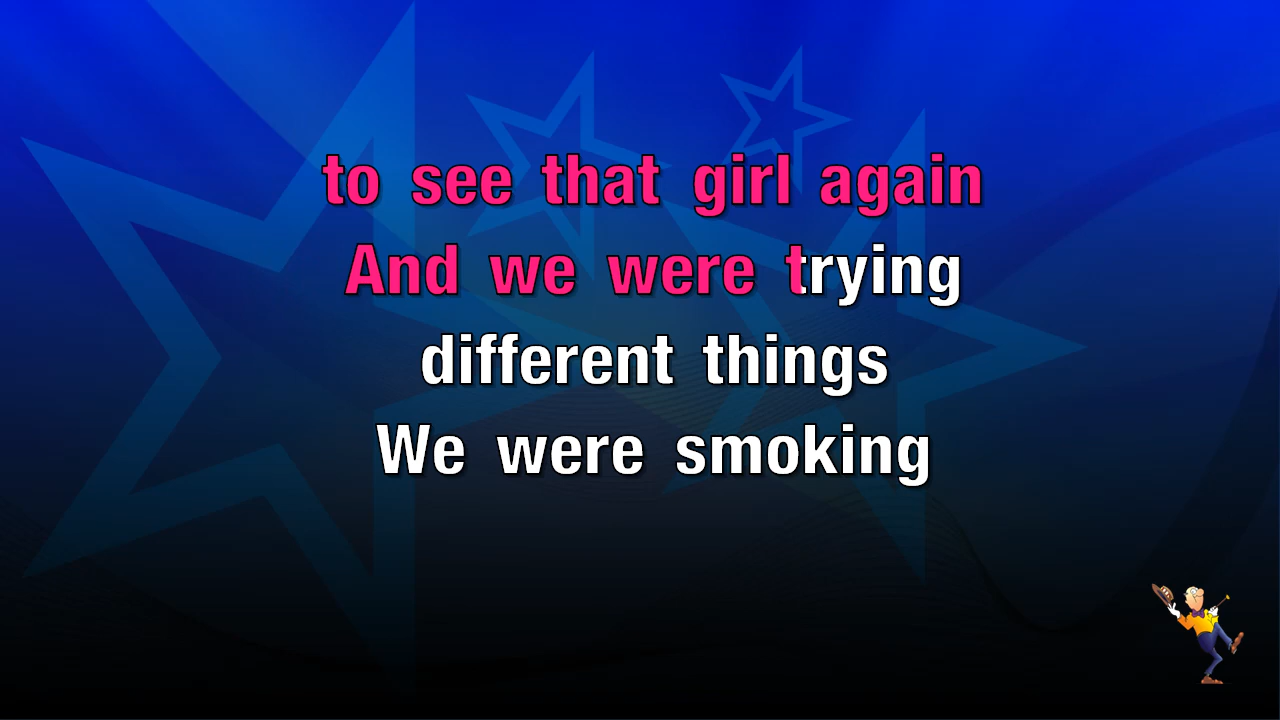 to see that girl again
And we were trying
different things
We were smoking